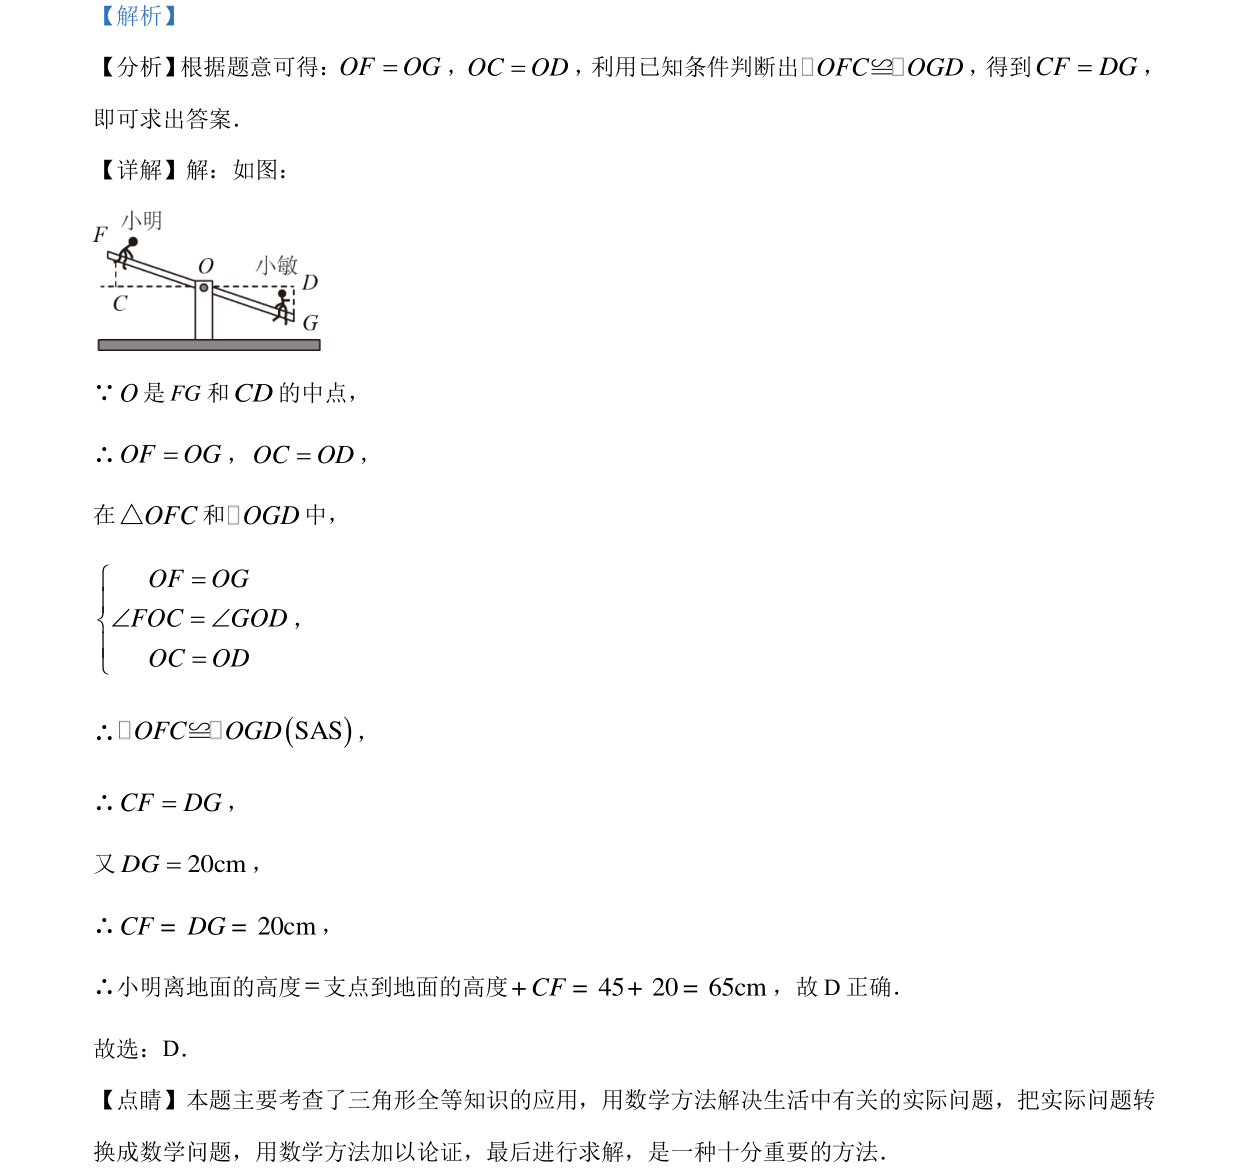 【解析】
【分析】根据题意可得：OF = OG，OC = OD，利用已知条件判断出□OFC≌□OGD，得到CF = DG，
即可求出答案．
【详解】解：如图：
小明
F
O
小敏
D
C
G
∵O是FG和CD的中点，
∴OF = OG，OC = OD，
在△OFC和□OGD中，
OF = OG
∠FOC = ∠GOD，
OC = OD
∴□OFC≌□OGD(SAS)，
∴CF = DG，
又DG = 20cm，
∴CF = DG = 20cm，
∴小明离地面的高度=支点到地面的高度+CF = 45+ 20= 65cm，故D正确．
故选：D．
【点睛】本题主要考查了三角形全等知识的应用，用数学方法解决生活中有关的实际问题，把实际问题转
换成数学问题，用数学方法加以论证，最后进行求解，是一种十分重要的方法．